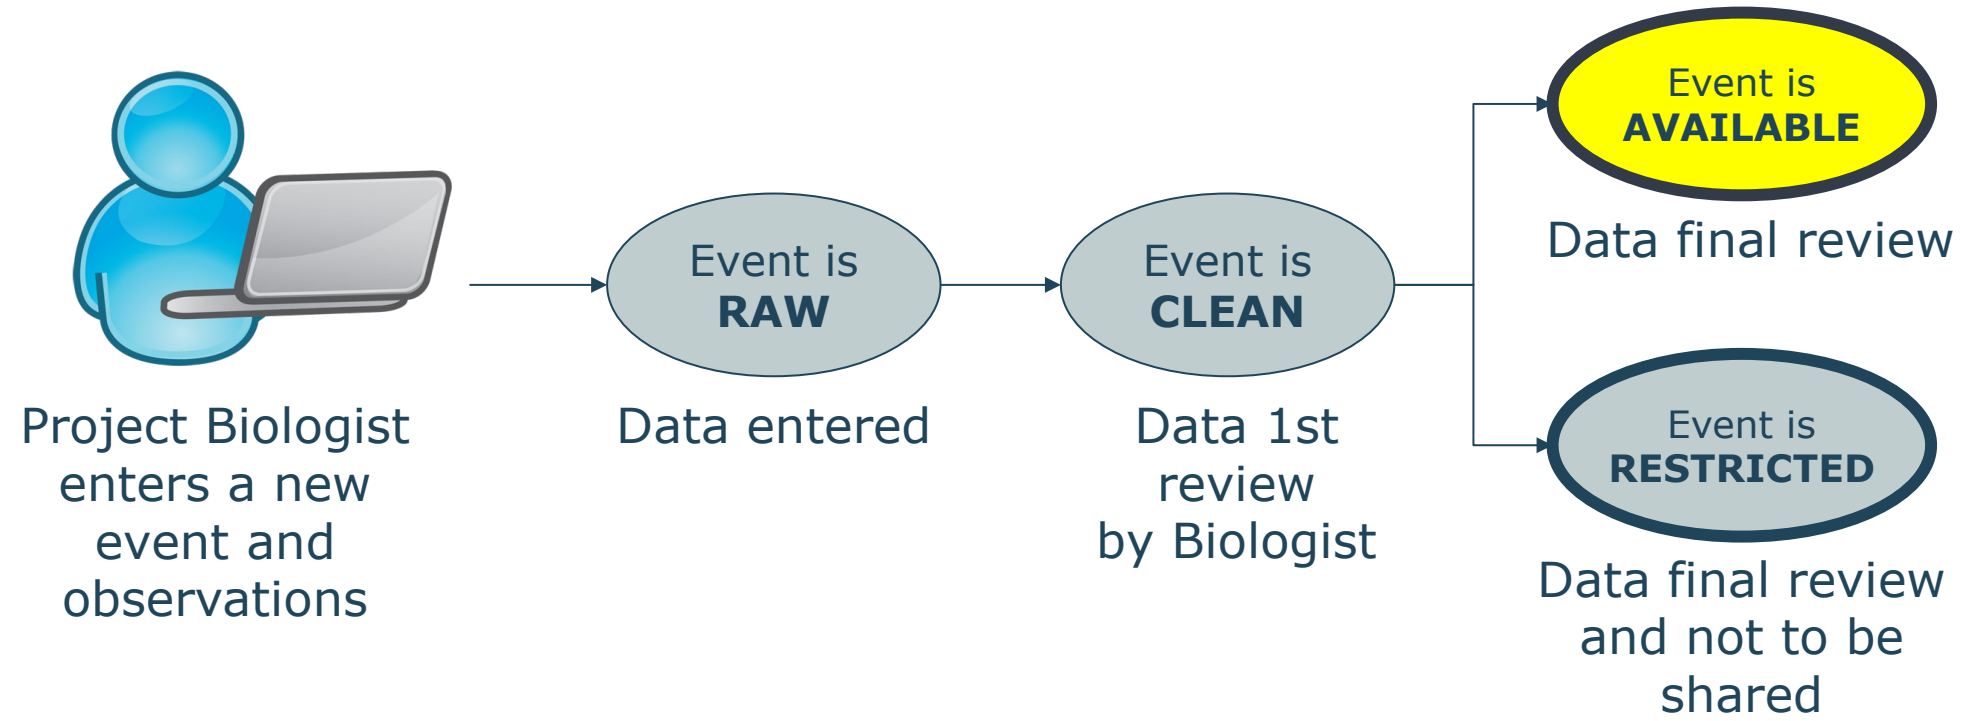 Project Biologist
enters a new
event and
observations
Event is
RAW
Data entered
Event is
CLEAN
Data 1st
review
by Biologist
Event is
AVAILABLE
Data final review
Event is
RESTRICTED
Data final review
and not to be
shared